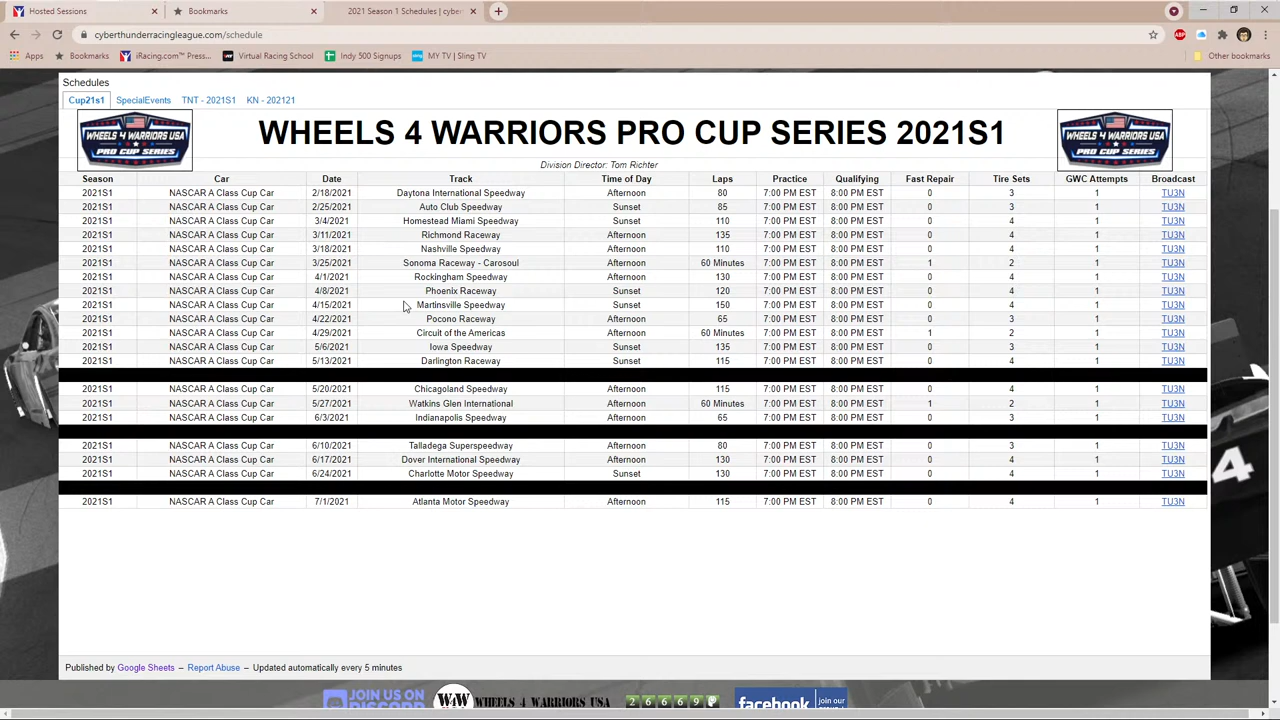 Hosted Sessions
Bookmarks
2021 Season 1 Schedules | cyber
cyberthunderracingleague.com/schedule
Apps
Bookmarks
iRacing.com™ Press...
Virtual Racing School
Indy 500 Signups
MY TV | Sling TV
Other bookmarks
Schedules
Cup21s1 SpecialEvents TNT - 2021S1 KN - 202121
WHEELS 4 WARRIORS USA
PRO CUP SERIES
WHEELS 4 WARRIORS PRO CUP SERIES 2021S1
WHEELS 4 WARRIORS USA
PRO CUP SERIES
Division Director: Tom Richter
Season Car Date Track Time of Day Laps Practice Qualifying Fast Repair Tire Sets GWC Attempts Broadcast
2021S1 NASCAR A Class Cup Car 2/18/2021 Daytona International Speedway Afternoon 80 7:00 PM EST 8:00 PM EST 0 3 1 TU3N
2021S1 NASCAR A Class Cup Car 2/25/2021 Auto Club Speedway Sunset 85 7:00 PM EST 8:00 PM EST 0 3 1 TU3N
2021S1 NASCAR A Class Cup Car 3/4/2021 Homestead Miami Speedway Sunset 110 7:00 PM EST 8:00 PM EST 0 4 1 TU3N
2021S1 NASCAR A Class Cup Car 3/11/2021 Richmond Raceway Afternoon 135 7:00 PM EST 8:00 PM EST 0 4 1 TU3N
2021S1 NASCAR A Class Cup Car 3/18/2021 Nashville Speedway Afternoon 110 7:00 PM EST 8:00 PM EST 0 4 1 TU3N
2021S1 NASCAR A Class Cup Car 3/25/2021 Sonoma Raceway - Carosoul Afternoon 60 Minutes 7:00 PM EST 8:00 PM EST 1 2 1 TU3N
2021S1 NASCAR A Class Cup Car 4/1/2021 Rockingham Speedway Afternoon 130 7:00 PM EST 8:00 PM EST 0 4 1 TU3N
2021S1 NASCAR A Class Cup Car 4/8/2021 Phoenix Raceway Sunset 120 7:00 PM EST 8:00 PM EST 0 4 1 TU3N
2021S1 NASCAR A Class Cup Car 4/15/2021 Martinsville Speedway Sunset 150 7:00 PM EST 8:00 PM EST 0 4 1 TU3N
2021S1 NASCAR A Class Cup Car 4/22/2021 Pocono Raceway Afternoon 65 7:00 PM EST 8:00 PM EST 0 3 1 TU3N
2021S1 NASCAR A Class Cup Car 4/29/2021 Circuit of the Americas Afternoon 60 Minutes 7:00 PM EST 8:00 PM EST 1 2 1 TU3N
2021S1 NASCAR A Class Cup Car 5/6/2021 Iowa Speedway Sunset 135 7:00 PM EST 8:00 PM EST 0 3 1 TU3N
2021S1 NASCAR A Class Cup Car 5/13/2021 Darlington Raceway Sunset 115 7:00 PM EST 8:00 PM EST 0 4 1 TU3N
2021S1 NASCAR A Class Cup Car 5/20/2021 Chicagoland Speedway Afternoon 115 7:00 PM EST 8:00 PM EST 0 4 1 TU3N
2021S1 NASCAR A Class Cup Car 5/27/2021 Watkins Glen International Afternoon 60 Minutes 7:00 PM EST 8:00 PM EST 1 2 1 TU3N
2021S1 NASCAR A Class Cup Car 6/3/2021 Indianapolis Speedway Afternoon 65 7:00 PM EST 8:00 PM EST 0 3 1 TU3N
2021S1 NASCAR A Class Cup Car 6/10/2021 Talladega Superspeedway Afternoon 80 7:00 PM EST 8:00 PM EST 0 3 1 TU3N
2021S1 NASCAR A Class Cup Car 6/17/2021 Dover International Speedway Afternoon 130 7:00 PM EST 8:00 PM EST 0 4 1 TU3N
2021S1 NASCAR A Class Cup Car 6/24/2021 Charlotte Motor Speedway Sunset 130 7:00 PM EST 8:00 PM EST 0 4 1 TU3N
2021S1 NASCAR A Class Cup Car 7/1/2021 Atlanta Motor Speedway Afternoon 115 7:00 PM EST 8:00 PM EST 0 4 1 TU3N
4
Published by Google Sheets – Report Abuse – Updated automatically every 5 minutes
JOIN US ON
DISCORD
W4W
WHEELS 4 WARRIORS USA
26669
facebook
join our